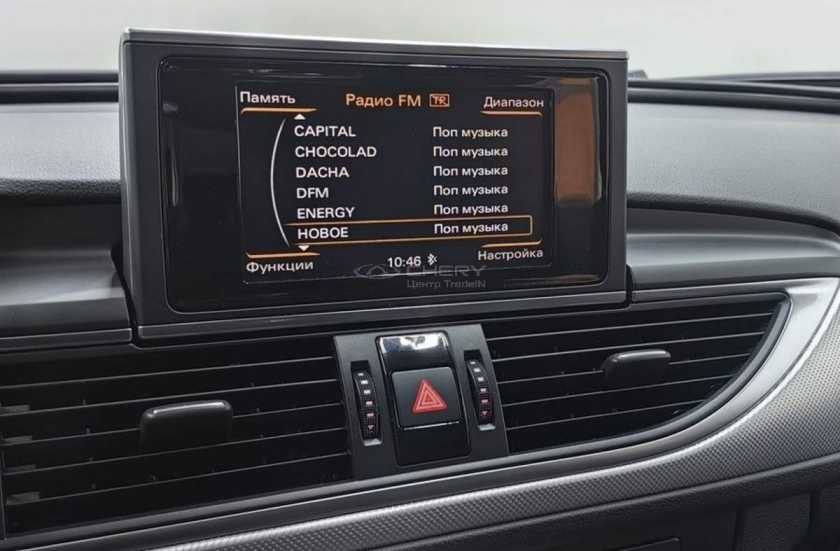 Память Радио FM TP Диапазон
CAPITAL Поп музыка
CHOCOLAD Поп музыка
DACHA Поп музыка
DFM Поп музыка
ENERGY Поп музыка
НОВОЕ Поп музыка
Функции 10:46 Настройка
CHERY
Центр TradeIN